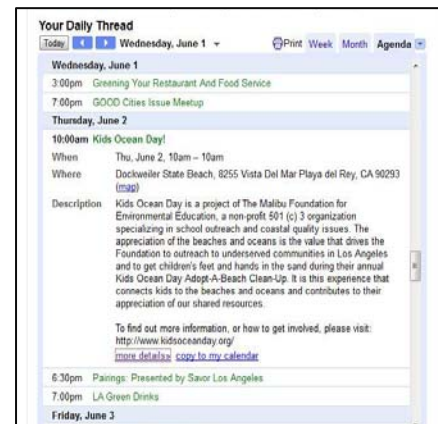 Your Daily Thread
Today Wednesday, June 1 Print Week Month Agenda
Wednesday, June 1
3:00pm Greening Your Restaurant And Food Service
7:00pm GOOD Cities Issue Meetup
Thursday, June 2
10:00am Kids Ocean Day!
When Thu, June 2, 10am – 10am
Where Dockweiler State Beach, 8255 Vista Del Mar Playa del Rey, CA 90293
(map)
Description Kids Ocean Day is a project of The Malibu Foundation for
Environmental Education, a non-profit 501 (c) 3 organization
specializing in school outreach and coastal quality issues. The
appreciation of the beaches and oceans is the value that drives the
Foundation to outreach to underserved communities in Los Angeles
and to get children's feet and hands in the sand during their annual
Kids Ocean Day Adopt-A-Beach Clean-Up. It is this experience that
connects kids to the beaches and oceans and contributes to their
appreciation of our shared resources.
To find out more information, or how to get involved, please visit:
http://www.kidsoceanday.org/
more details» copy to my calendar
6:30pm Pairings: Presented by Savor Los Angeles
7:00pm LA Green Drinks
Friday, June 3